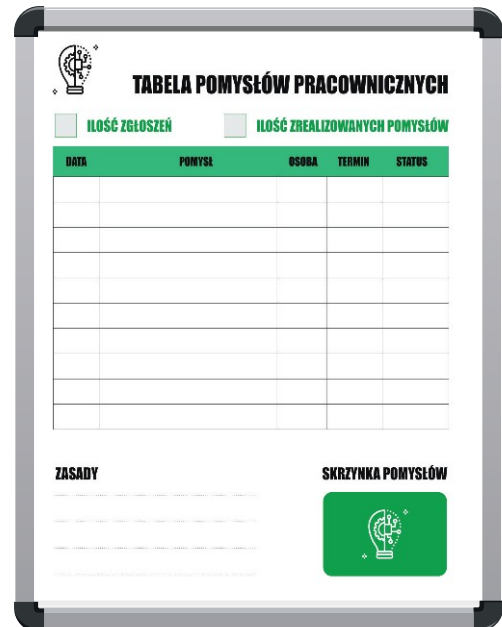 TABELA POMYSŁÓW PRACOWNICZNYCH
ILOŚĆ ZGŁOSZEŃ ILOŚĆ ZREALIZOWANYCH POMYSŁÓW
DATA POMYSŁ OSOBA TERMIN STATUS
ZASADY SKRZYNKA POMYSŁÓW